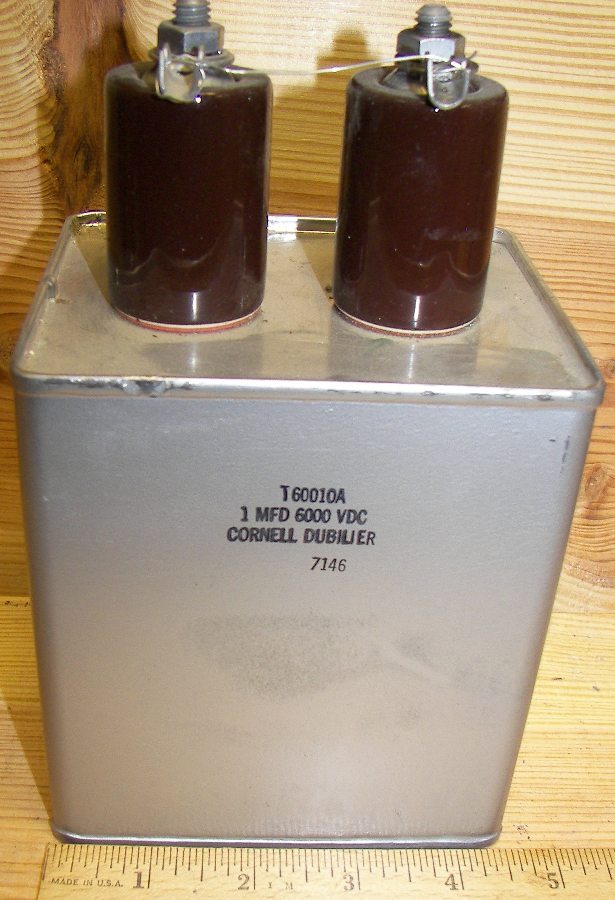 T60010A
1 MFD 6000 VDC
CORNELL DUBILIER
7146
MADE IN U.S.A. 1 2 3 4 5